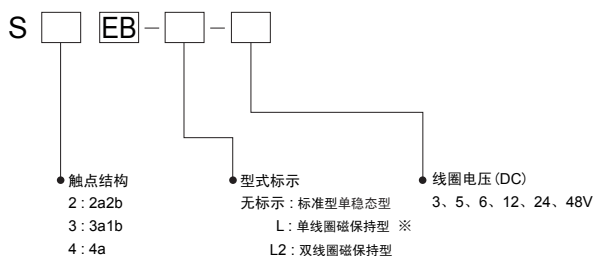 S EB - -
触点结构
2 : 2a2b
3 : 3a1b
4 : 4a
型式标示
无标示 : 标准型单稳态型
L : 单线圈磁保持型 ※
L2 : 双线圈磁保持型
线圈电压(DC)
3、5、6、12、24、48V